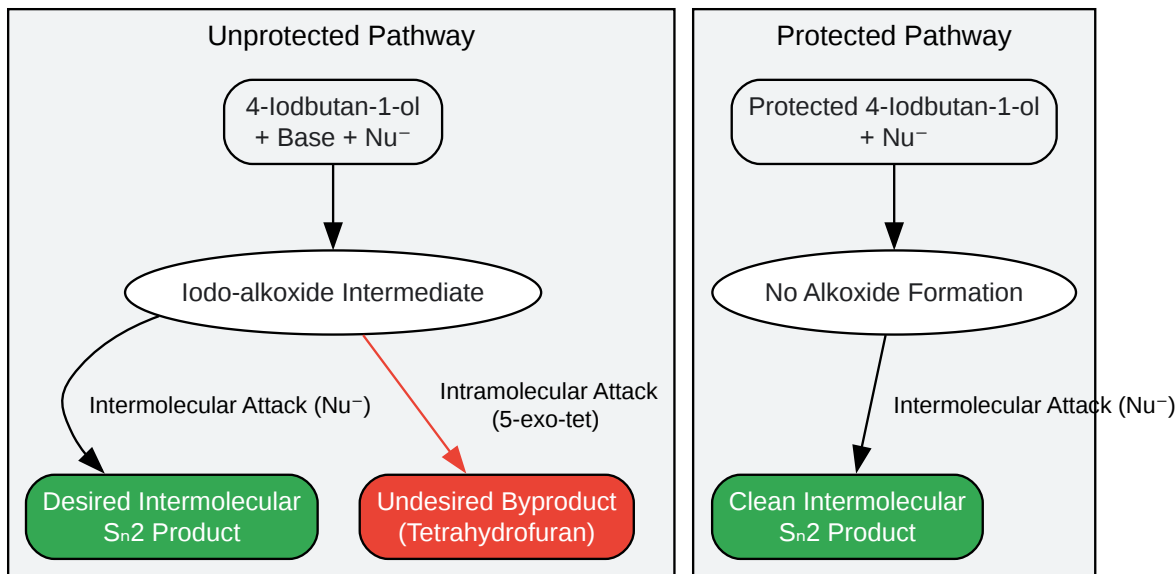 Unprotected Pathway
4-Iodbutan-1-ol
+ Base + Nu⁻
Iodo-alkoxide Intermediate
Intermolecular Attack (Nu⁻)
Intramolecular Attack
(5-exo-tet)
Desired Intermolecular
Sₙ2 Product
Undesired Byproduct
(Tetrahydrofuran)
Protected Pathway
Protected 4-Iodbutan-1-ol
+ Nu⁻
No Alkoxide Formation
Intermolecular Attack (Nu⁻)
Clean Intermolecular
Sₙ2 Product